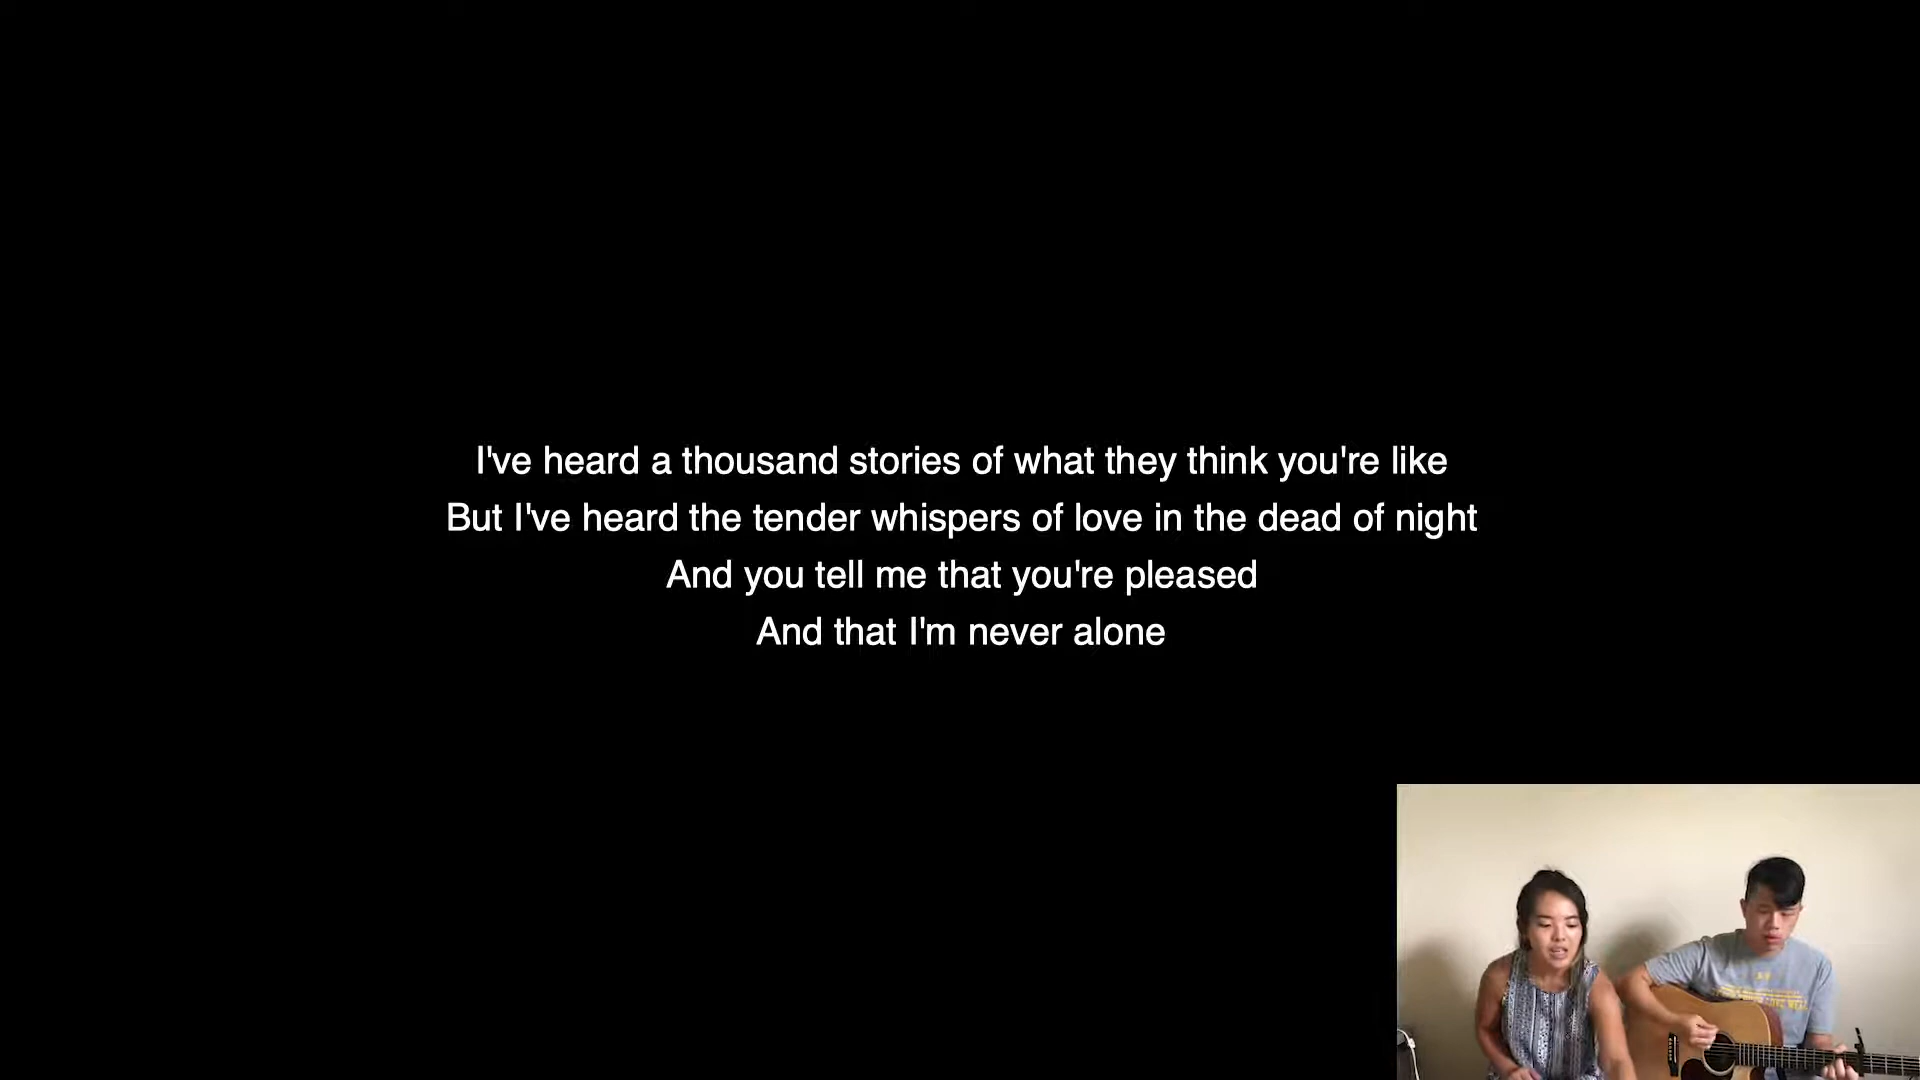 I've heard a thousand stories of what they think you're like
But I've heard the tender whispers of love in the dead of night
And you tell me that you're pleased
And that I'm never alone